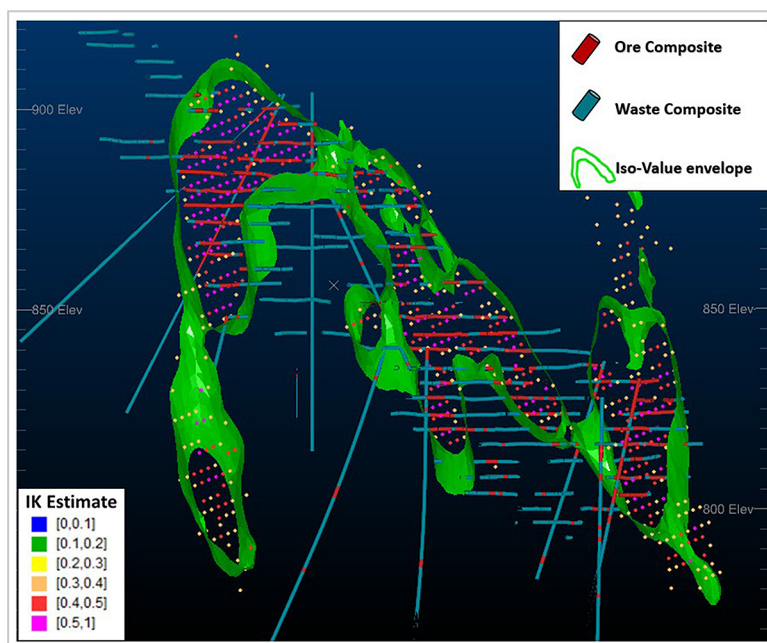 Ore Composite
Waste Composite
Iso-Value envelope
900 Elev
850 Elev
850 Elev
800 Elev
IK Estimate
[0,0.1]
[0.1,0.2]
[0.2,0.3]
[0.3,0.4]
[0.4,0.5]
[0.5,1]